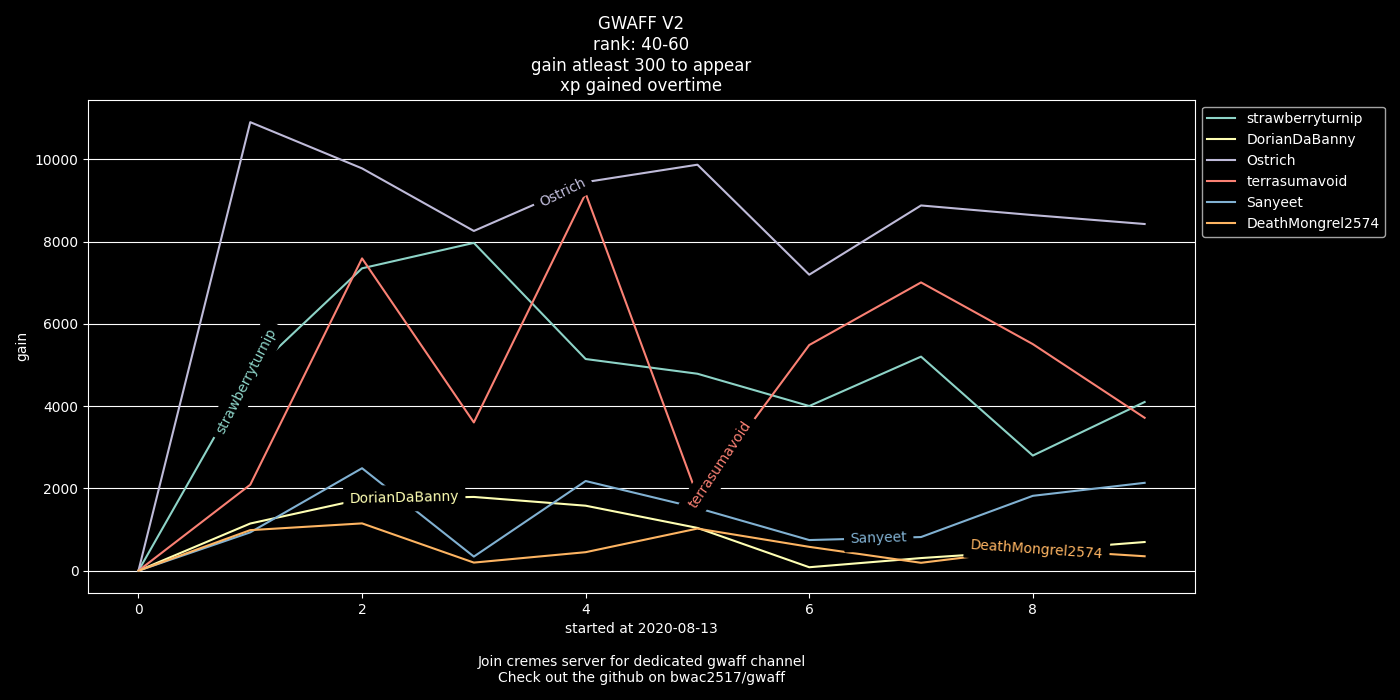 GWAFF V2
rank: 40-60
gain atleast 300 to appear
xp gained overtime
strawberryturnip
DorianDaBanny
Ostrich
terrasumavoid
Sanyeet
DeathMongrel2574
gain
10000
8000
6000
4000
2000
0
Ostrich
strawberryturnip
terrasumavoid
DorianDaBanny
Sanyeet
DeathMongrel2574
0 2 4 6 8
started at 2020-08-13
Join cremes server for dedicated gwaff channel
Check out the github on bwac2517/gwaff